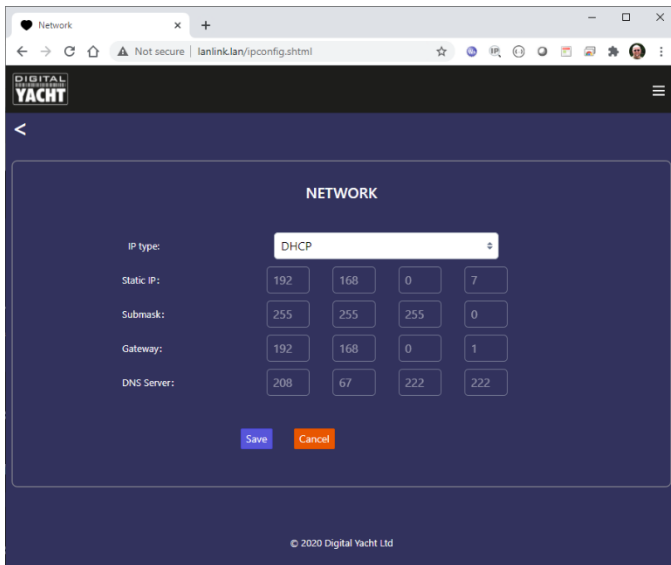 Network
Not secure | lanlink.lan/ipconfig.shtml
DIGITAL
YACHT
<
NETWORK
IP type: DHCP
Static IP: 192 168 0 7
Submask: 255 255 255 0
Gateway: 192 168 0 1
DNS Server: 208 67 222 222
Save Cancel
© 2020 Digital Yacht Ltd